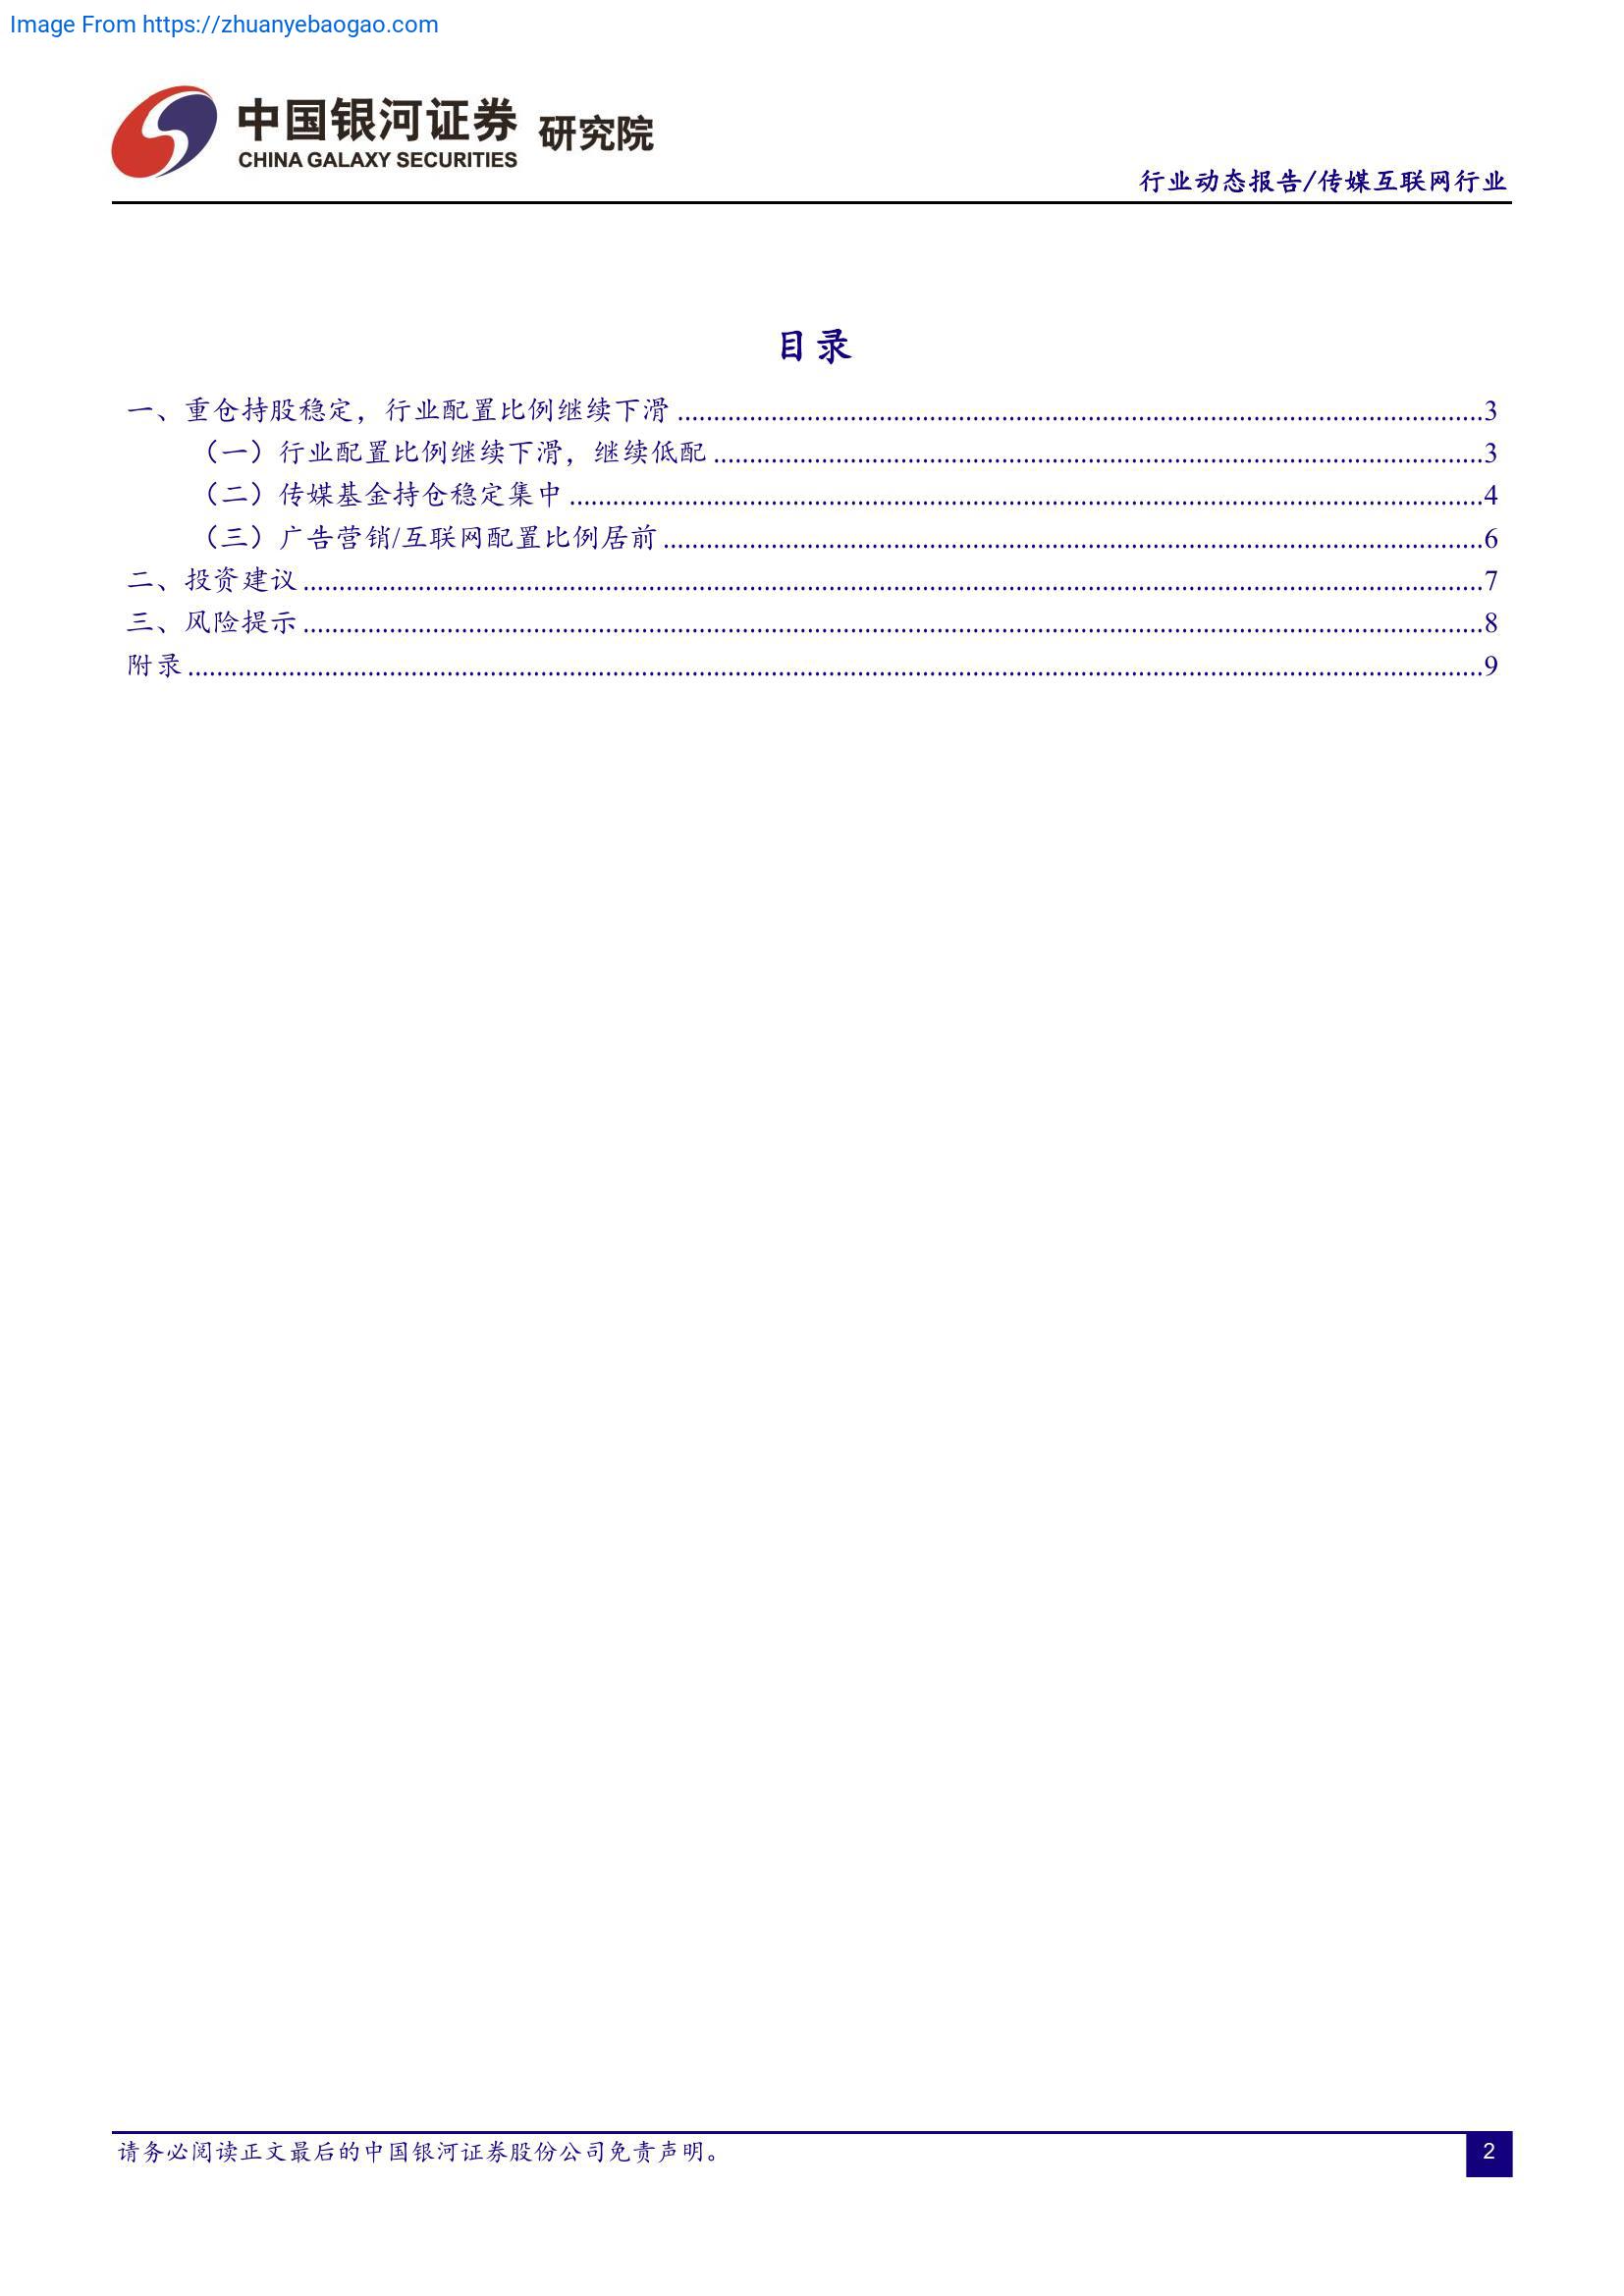 Image From https://zhuanyebaogao.com
中国银河证券 研究院
CHINA GALAXY SECURITIES
行业动态报告/传媒互联网行业
目录
一、重仓持股稳定，行业配置比例继续下滑 ........................................ 3
（一）行业配置比例继续下滑，继续低配 ........................................ 3
（二）传媒基金持仓稳定集中 ........................................ 4
（三）广告营销/互联网配置比例居前 ........................................ 6
二、投资建议 ........................................ 7
三、风险提示 ........................................ 8
附录 ........................................ 9
请务必阅读正文最后的中国银河证券股份公司免责声明。
2